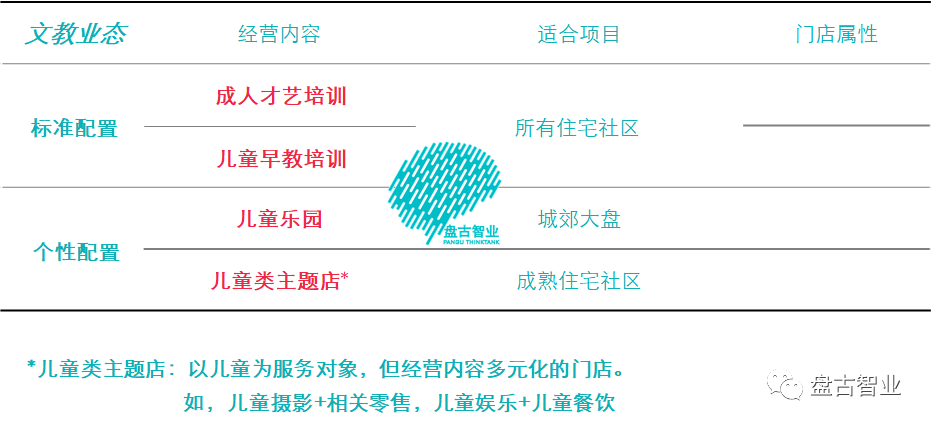 文教业态 经营内容 适合项目 门店属性
成人才艺培训
标准配置 所有住宅社区
儿童早教培训
儿童乐园 城郊大盘
个性配置
儿童类主题店* 成熟住宅社区
盘古智业
PANGU THINKTANK
*儿童类主题店：以儿童为服务对象，但经营内容多元化的门店。
如，儿童摄影+相关零售，儿童娱乐+儿童餐饮
盘古智业